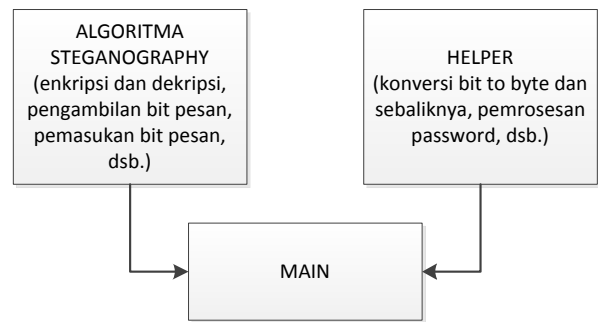 ALGORITMA
STEGANOGRAPHY
(enkripsi dan dekripsi,
pengambilan bit pesan,
pemasukan bit pesan,
dsb.)
HELPER
(konversi bit to byte dan
sebaliknya, pemrosesan
password, dsb.)
MAIN